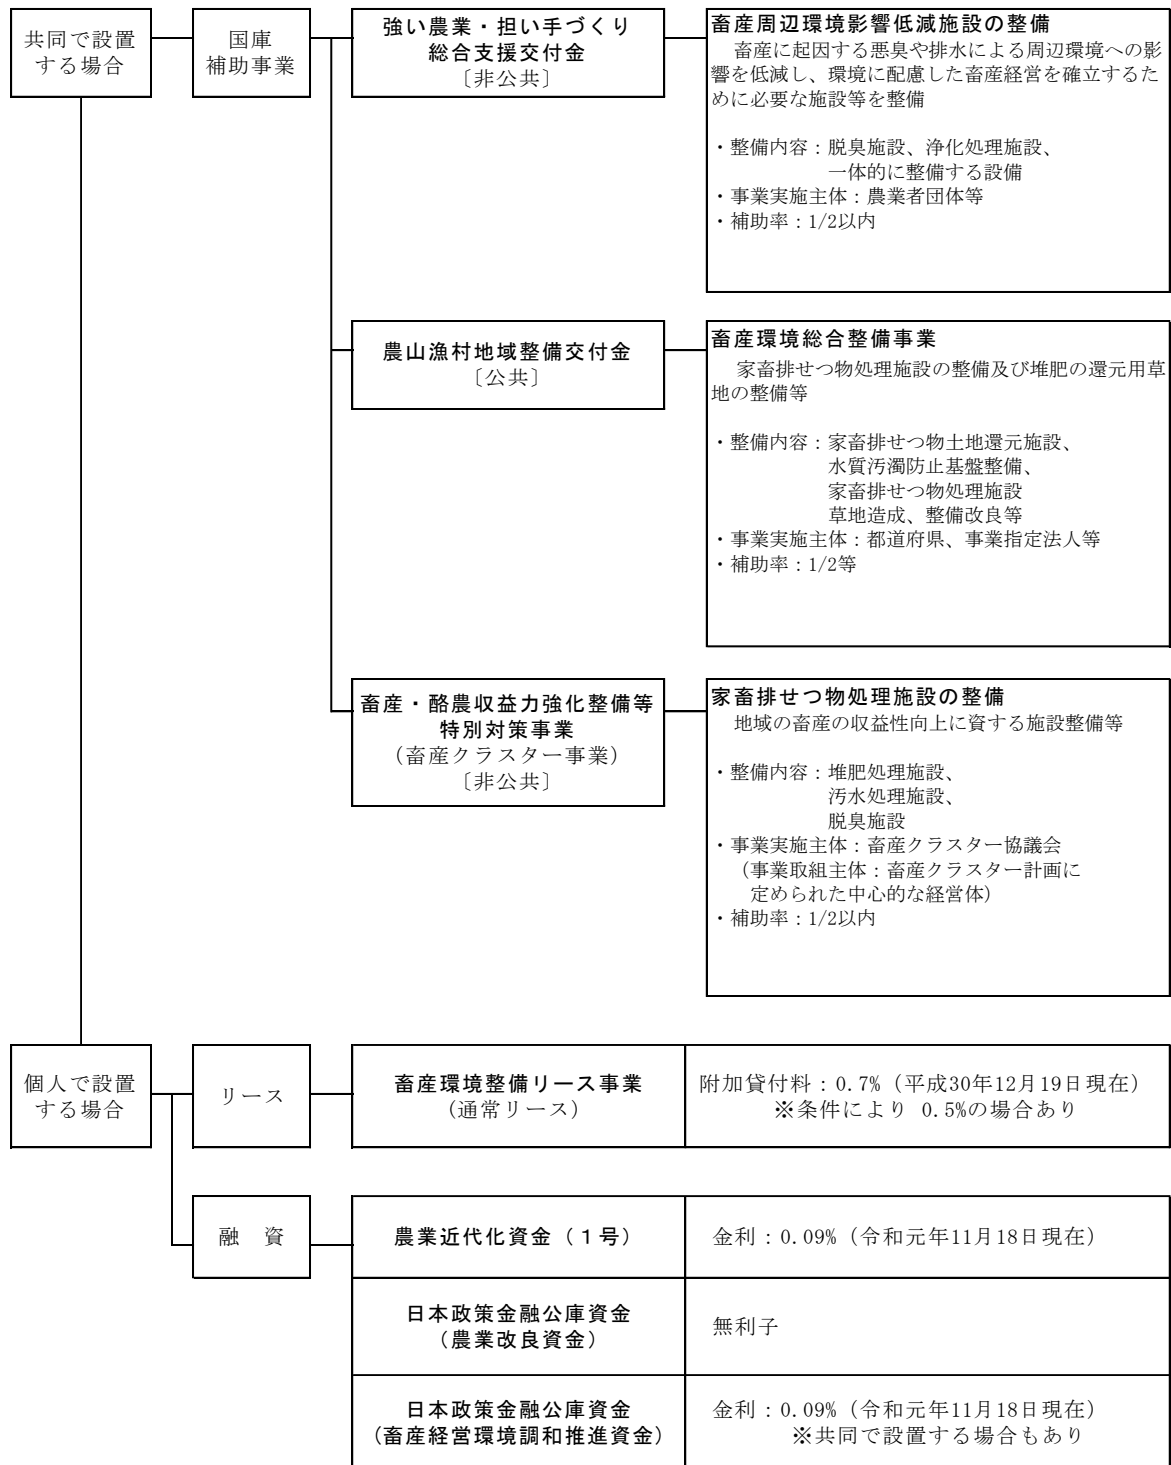 共同で設置
する場合
国庫
補助事業
強い農業・担い手づくり
総合支援交付金
〔非公共〕
畜産周辺環境影響低減施設の整備
畜産に起因する悪臭や排水による周辺環境への影
響を低減し、環境に配慮した畜産経営を確立するた
めに必要な施設等を整備
・整備内容：脱臭施設、浄化処理施設、
一体的に整備する設備
・事業実施主体：農業者団体等
・補助率：1/2以内
農山漁村地域整備交付金
〔公共〕
畜産環境総合整備事業
家畜排せつ物処理施設の整備及び堆肥の還元用草
地の整備等
・整備内容：家畜排せつ物土地還元施設、
水質汚濁防止基盤整備、
家畜排せつ物処理施設
草地造成、整備改良等
・事業実施主体：都道府県、事業指定法人等
・補助率：1/2等
畜産・酪農収益力強化整備等
特別対策事業
（畜産クラスター事業）
〔非公共〕
家畜排せつ物処理施設の整備
地域の畜産の収益性向上に資する施設整備等
・整備内容：堆肥処理施設、
汚水処理施設、
脱臭施設
・事業実施主体：畜産クラスター協議会
（事業取組主体：畜産クラスター計画に
定められた中心的な経営体）
・補助率：1/2以内
個人で設置
する場合
リース
畜産環境整備リース事業
（通常リース）
附加貸付料：0.7%（平成30年12月19日現在）
※条件により 0.5%の場合あり
融　資
農業近代化資金（１号）
金利：0.09%（令和元年11月18日現在）
日本政策金融公庫資金
（農業改良資金）
無利子
日本政策金融公庫資金
（畜産経営環境調和推進資金）
金利：0.09%（令和元年11月18日現在）
※共同で設置する場合もあり